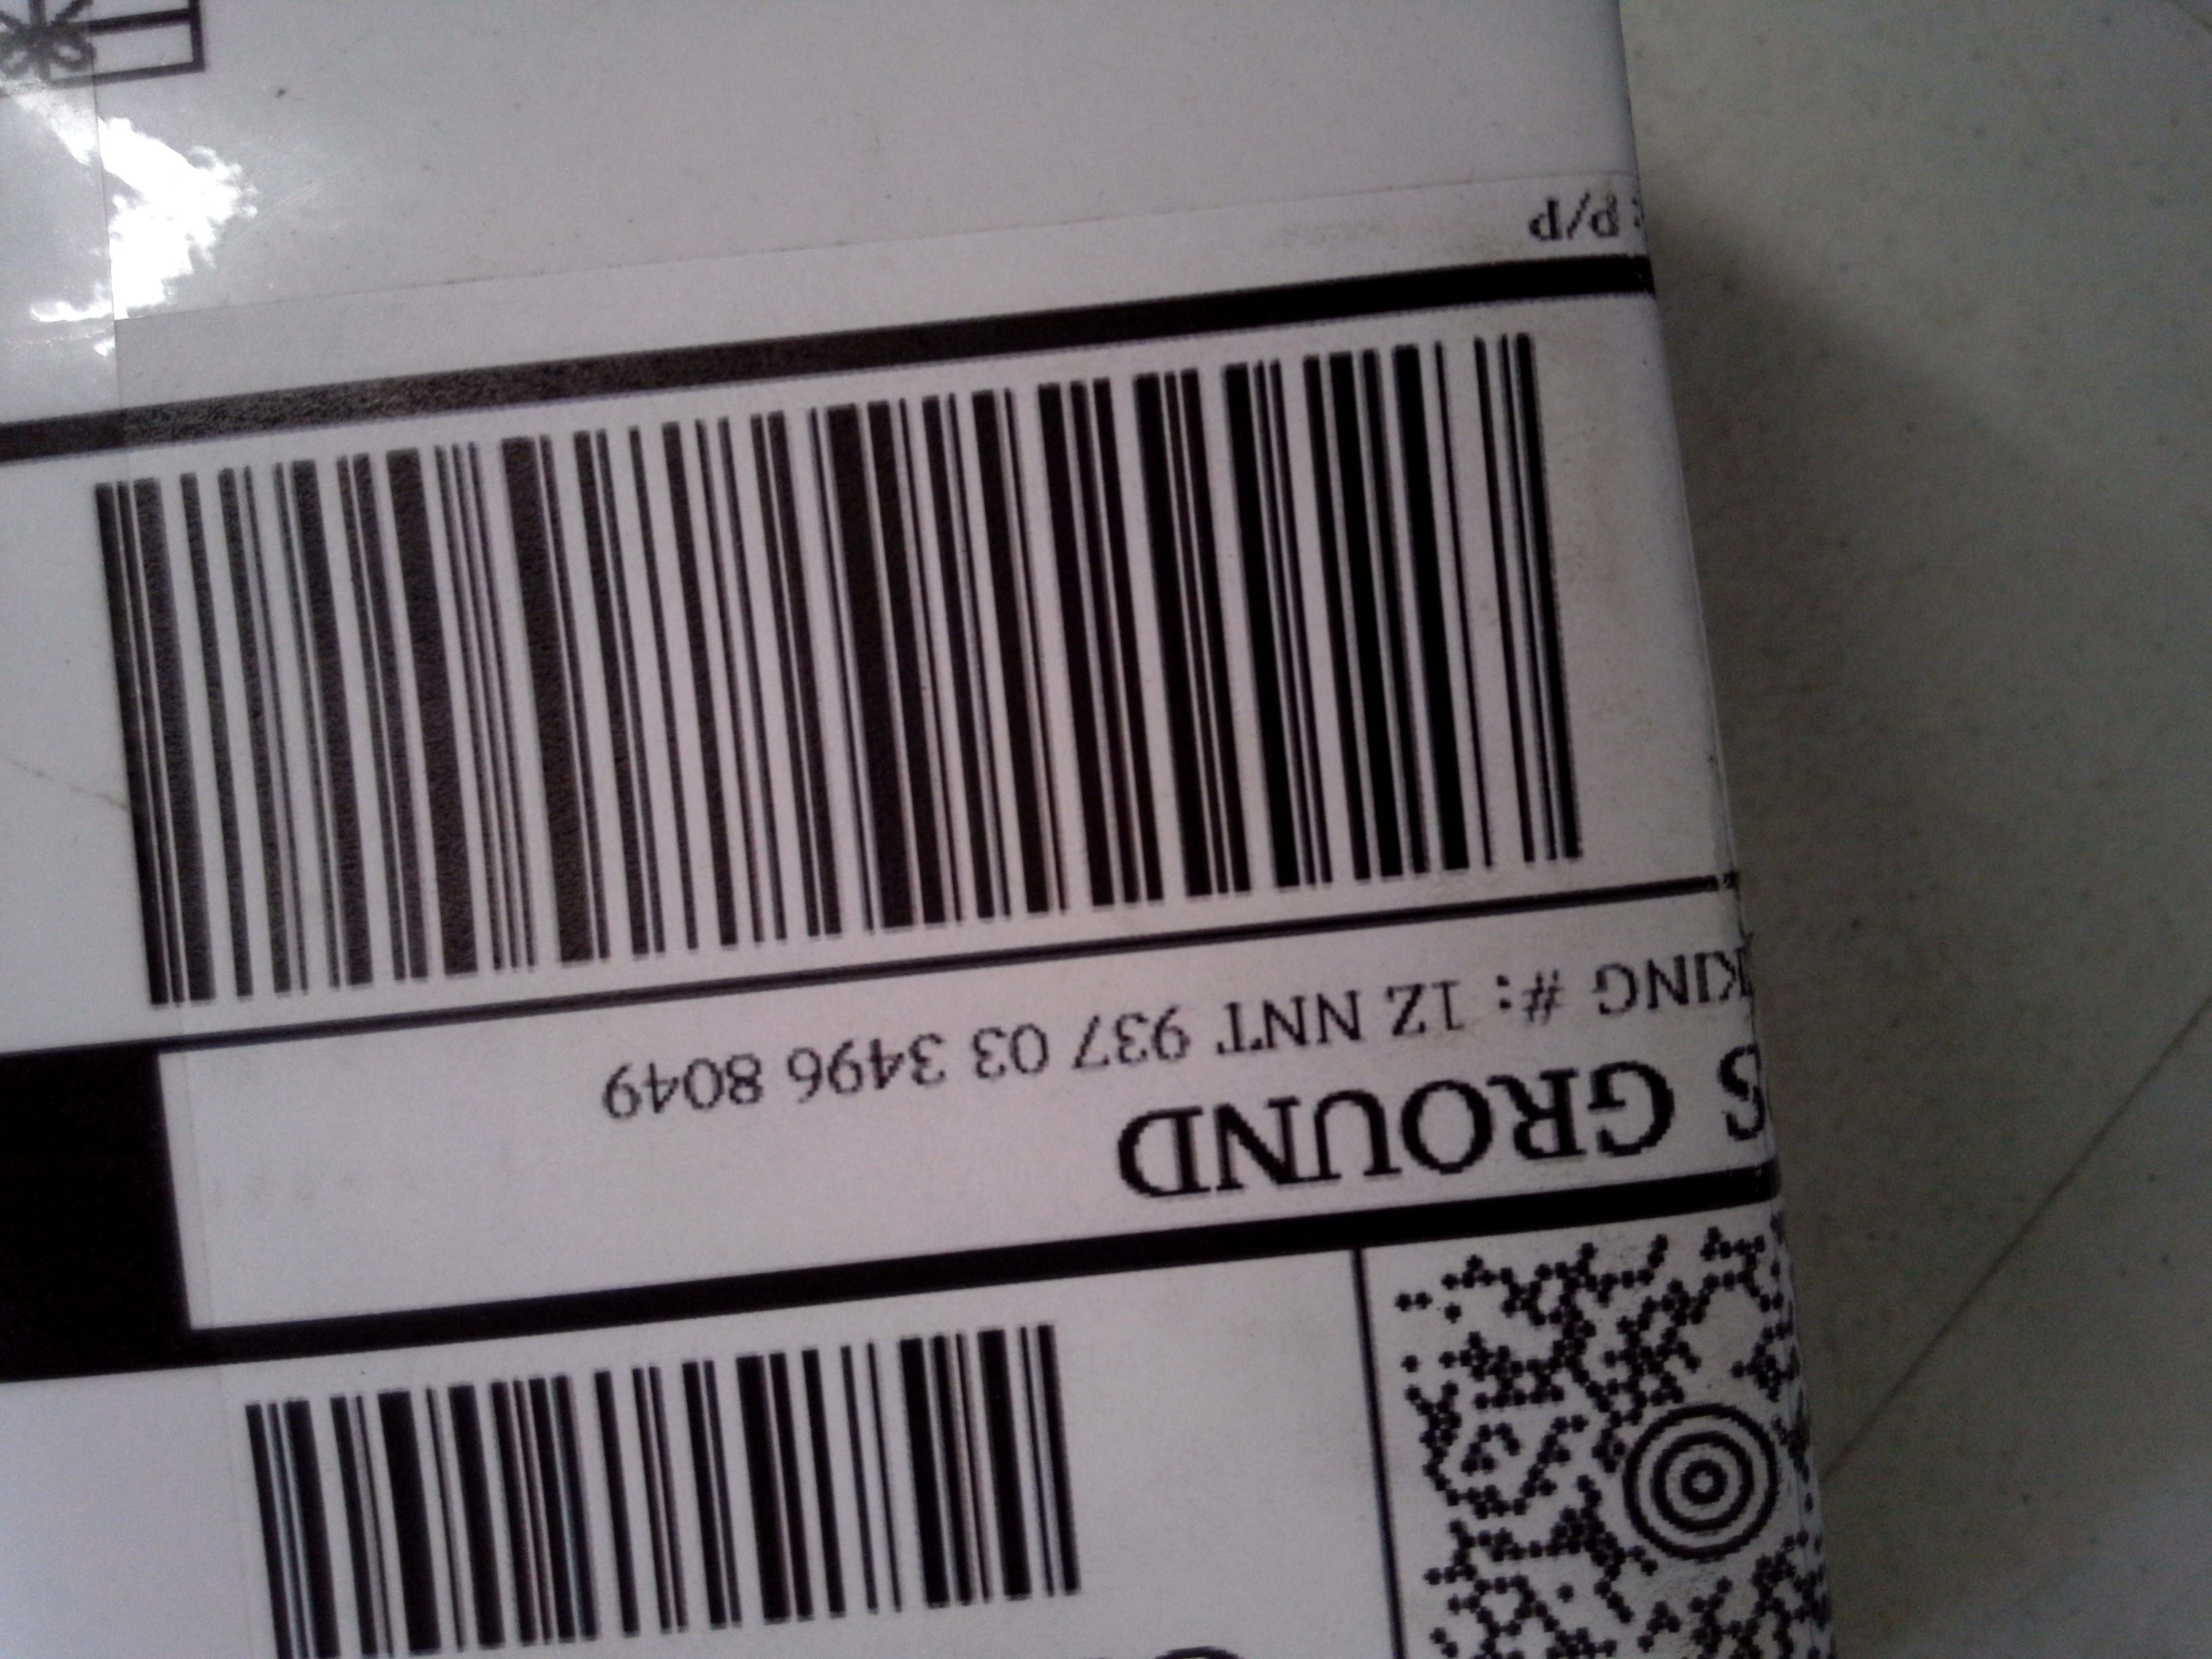 S GROUND
KING #: 1Z NNT 937 03 3496 8049
: P/P